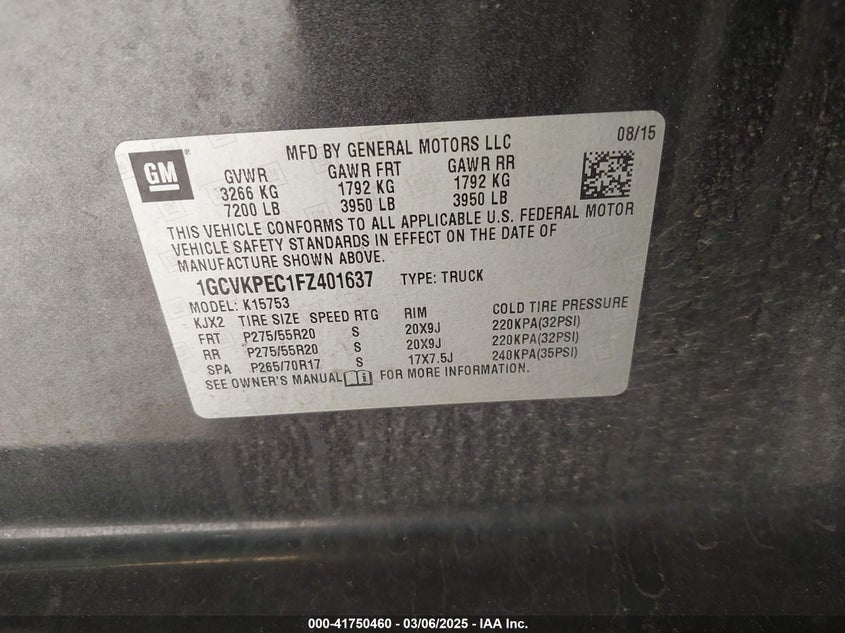 GM
MFD BY GENERAL MOTORS LLC
08/15
GVWR GAWR FRT GAWR RR
3266 KG 1792 KG 1792 KG
7200 LB 3950 LB 3950 LB
THIS VEHICLE CONFORMS TO ALL APPLICABLE U.S. FEDERAL MOTOR
VEHICLE SAFETY STANDARDS IN EFFECT ON THE DATE OF
MANUFACTURE SHOWN ABOVE.
1GCVKPEC1FZ401637 TYPE: TRUCK
MODEL: K15753
KJX2 TIRE SIZE SPEED RTG RIM COLD TIRE PRESSURE
FRT P275/55R20 S 20X9J 220KPA(32PSI)
RR P275/55R20 S 20X9J 220KPA(32PSI)
SPA P265/70R17 S 17X7.5J 240KPA(35PSI)
SEE OWNER'S MANUAL FOR MORE INFORMATION.
000-41750460 - 03/06/2025 - IAA Inc.